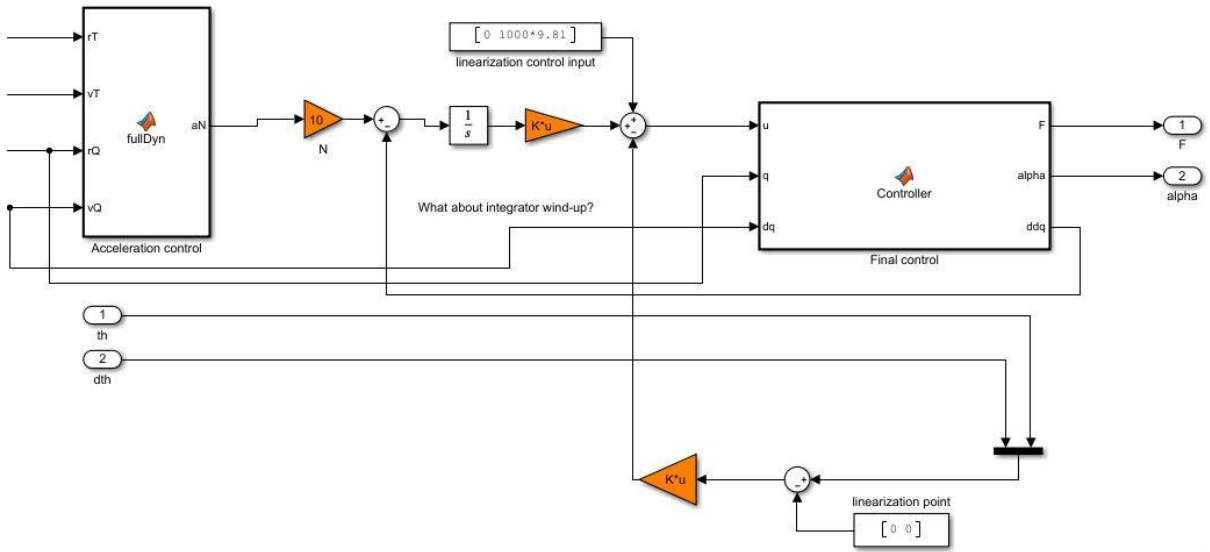 [ 0 1000*9.81 ]
linearization control input
rT
vT
rQ
vQ
fullDyn
aN
Acceleration control
10
N
+
−
1
s
K*u
+
+
−
u
q
dq
Controller
F
alpha
ddq
Final control
1
F
2
alpha
What about integrator wind-up?
1
th
2
dth
K*u
−
+
linearization point
[ 0 0 ]